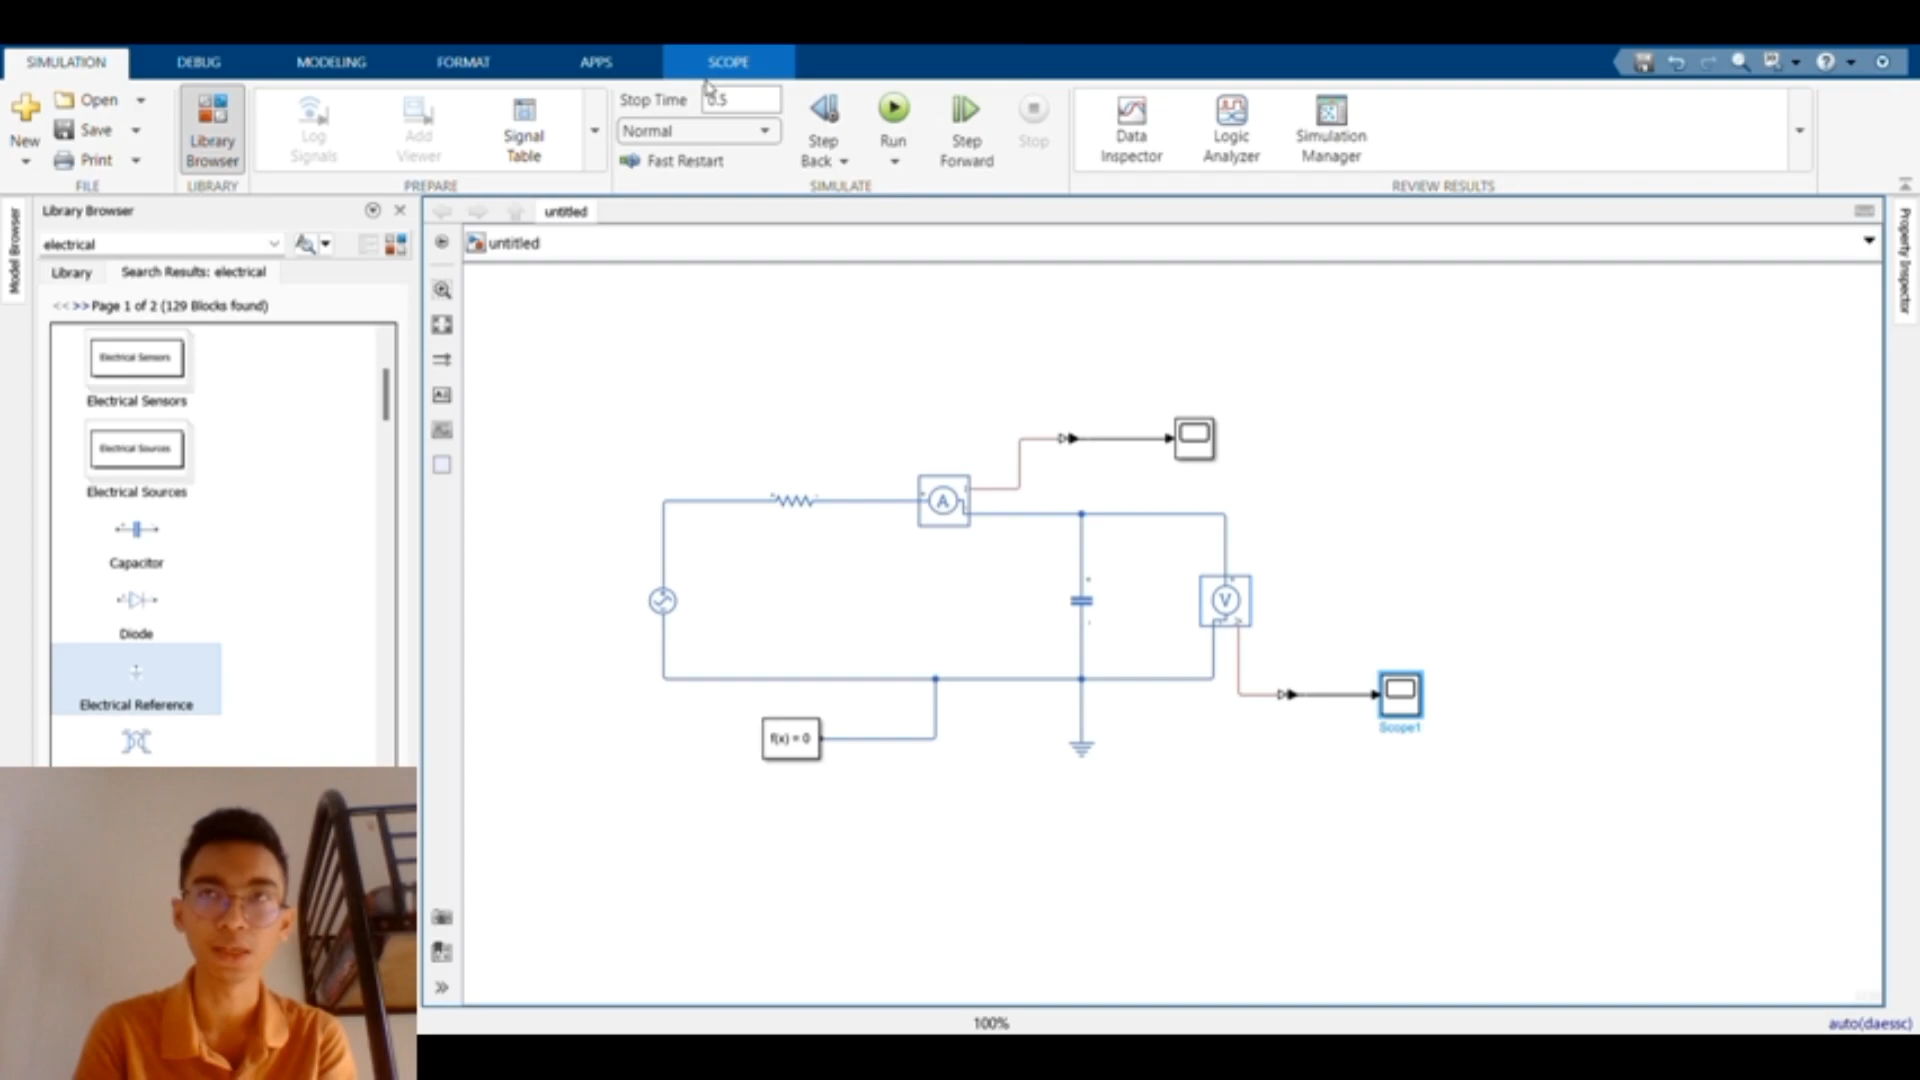 SIMULATION
DEBUG
MODELING
FORMAT
APPS
SCOPE
New
Open
Save
Print
FILE
Library
Browser
LIBRARY
Log
Signals
Add
Viewer
Signal
Table
PREPARE
Stop Time
0.5
Normal
Fast Restart
Step
Back
Run
Step
Forward
Stop
SIMULATE
Data
Inspector
Logic
Analyzer
Simulation
Manager
REVIEW RESULTS
Model Browser
Library Browser
electrical
Library
Search Results: electrical
<< >> Page 1 of 2 (129 Blocks found)
Electrical Sensors
Electrical Sensors
Electrical Sources
Electrical Sources
Capacitor
Diode
Electrical Reference
untitled
untitled
Property Inspector
A
V
f(x) = 0
Scope1
100%
auto(daessc)